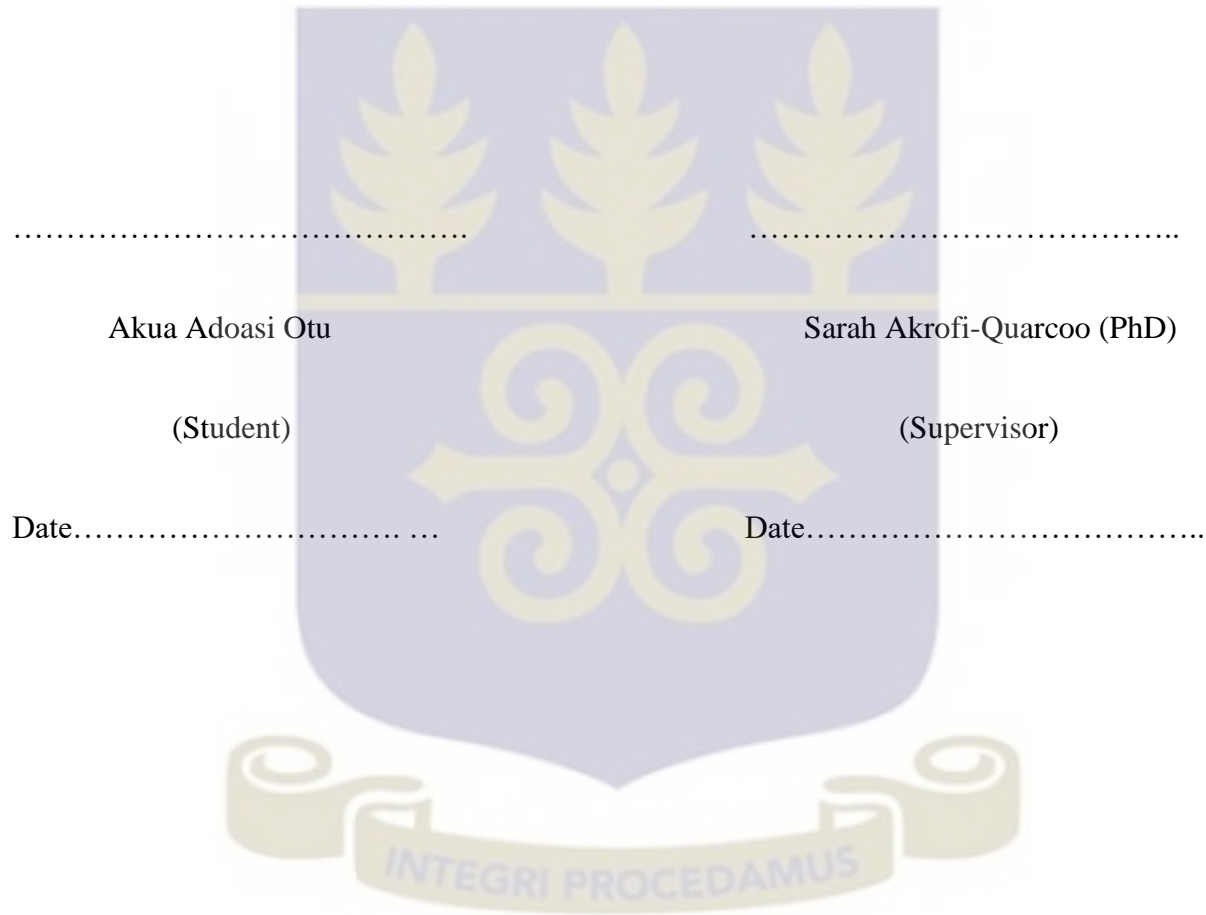 ………………………………………. ……………………………………..
Akua Adoasi Otu Sarah Akrofi-Quarcoo (PhD)
(Student) (Supervisor)
Date…………………………. … Date………………………………..
INTEGRI PROCEDAMUS